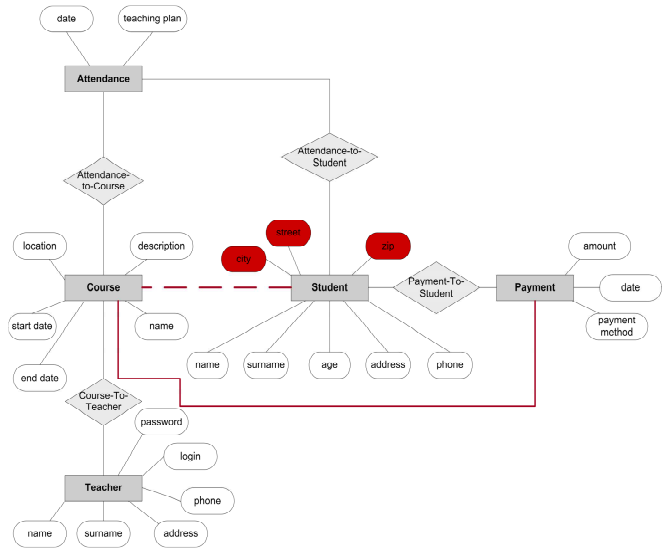 date
teaching plan
Attendance
Attendance-to-
Student
Attendance-
to-Course
street
zip
location
description
city
amount
Course
Student
Payment-To-
Student
Payment
date
start date
name
payment
method
name
surname
age
address
phone
end date
Course-To-
Teacher
password
login
Teacher
phone
name
surname
address